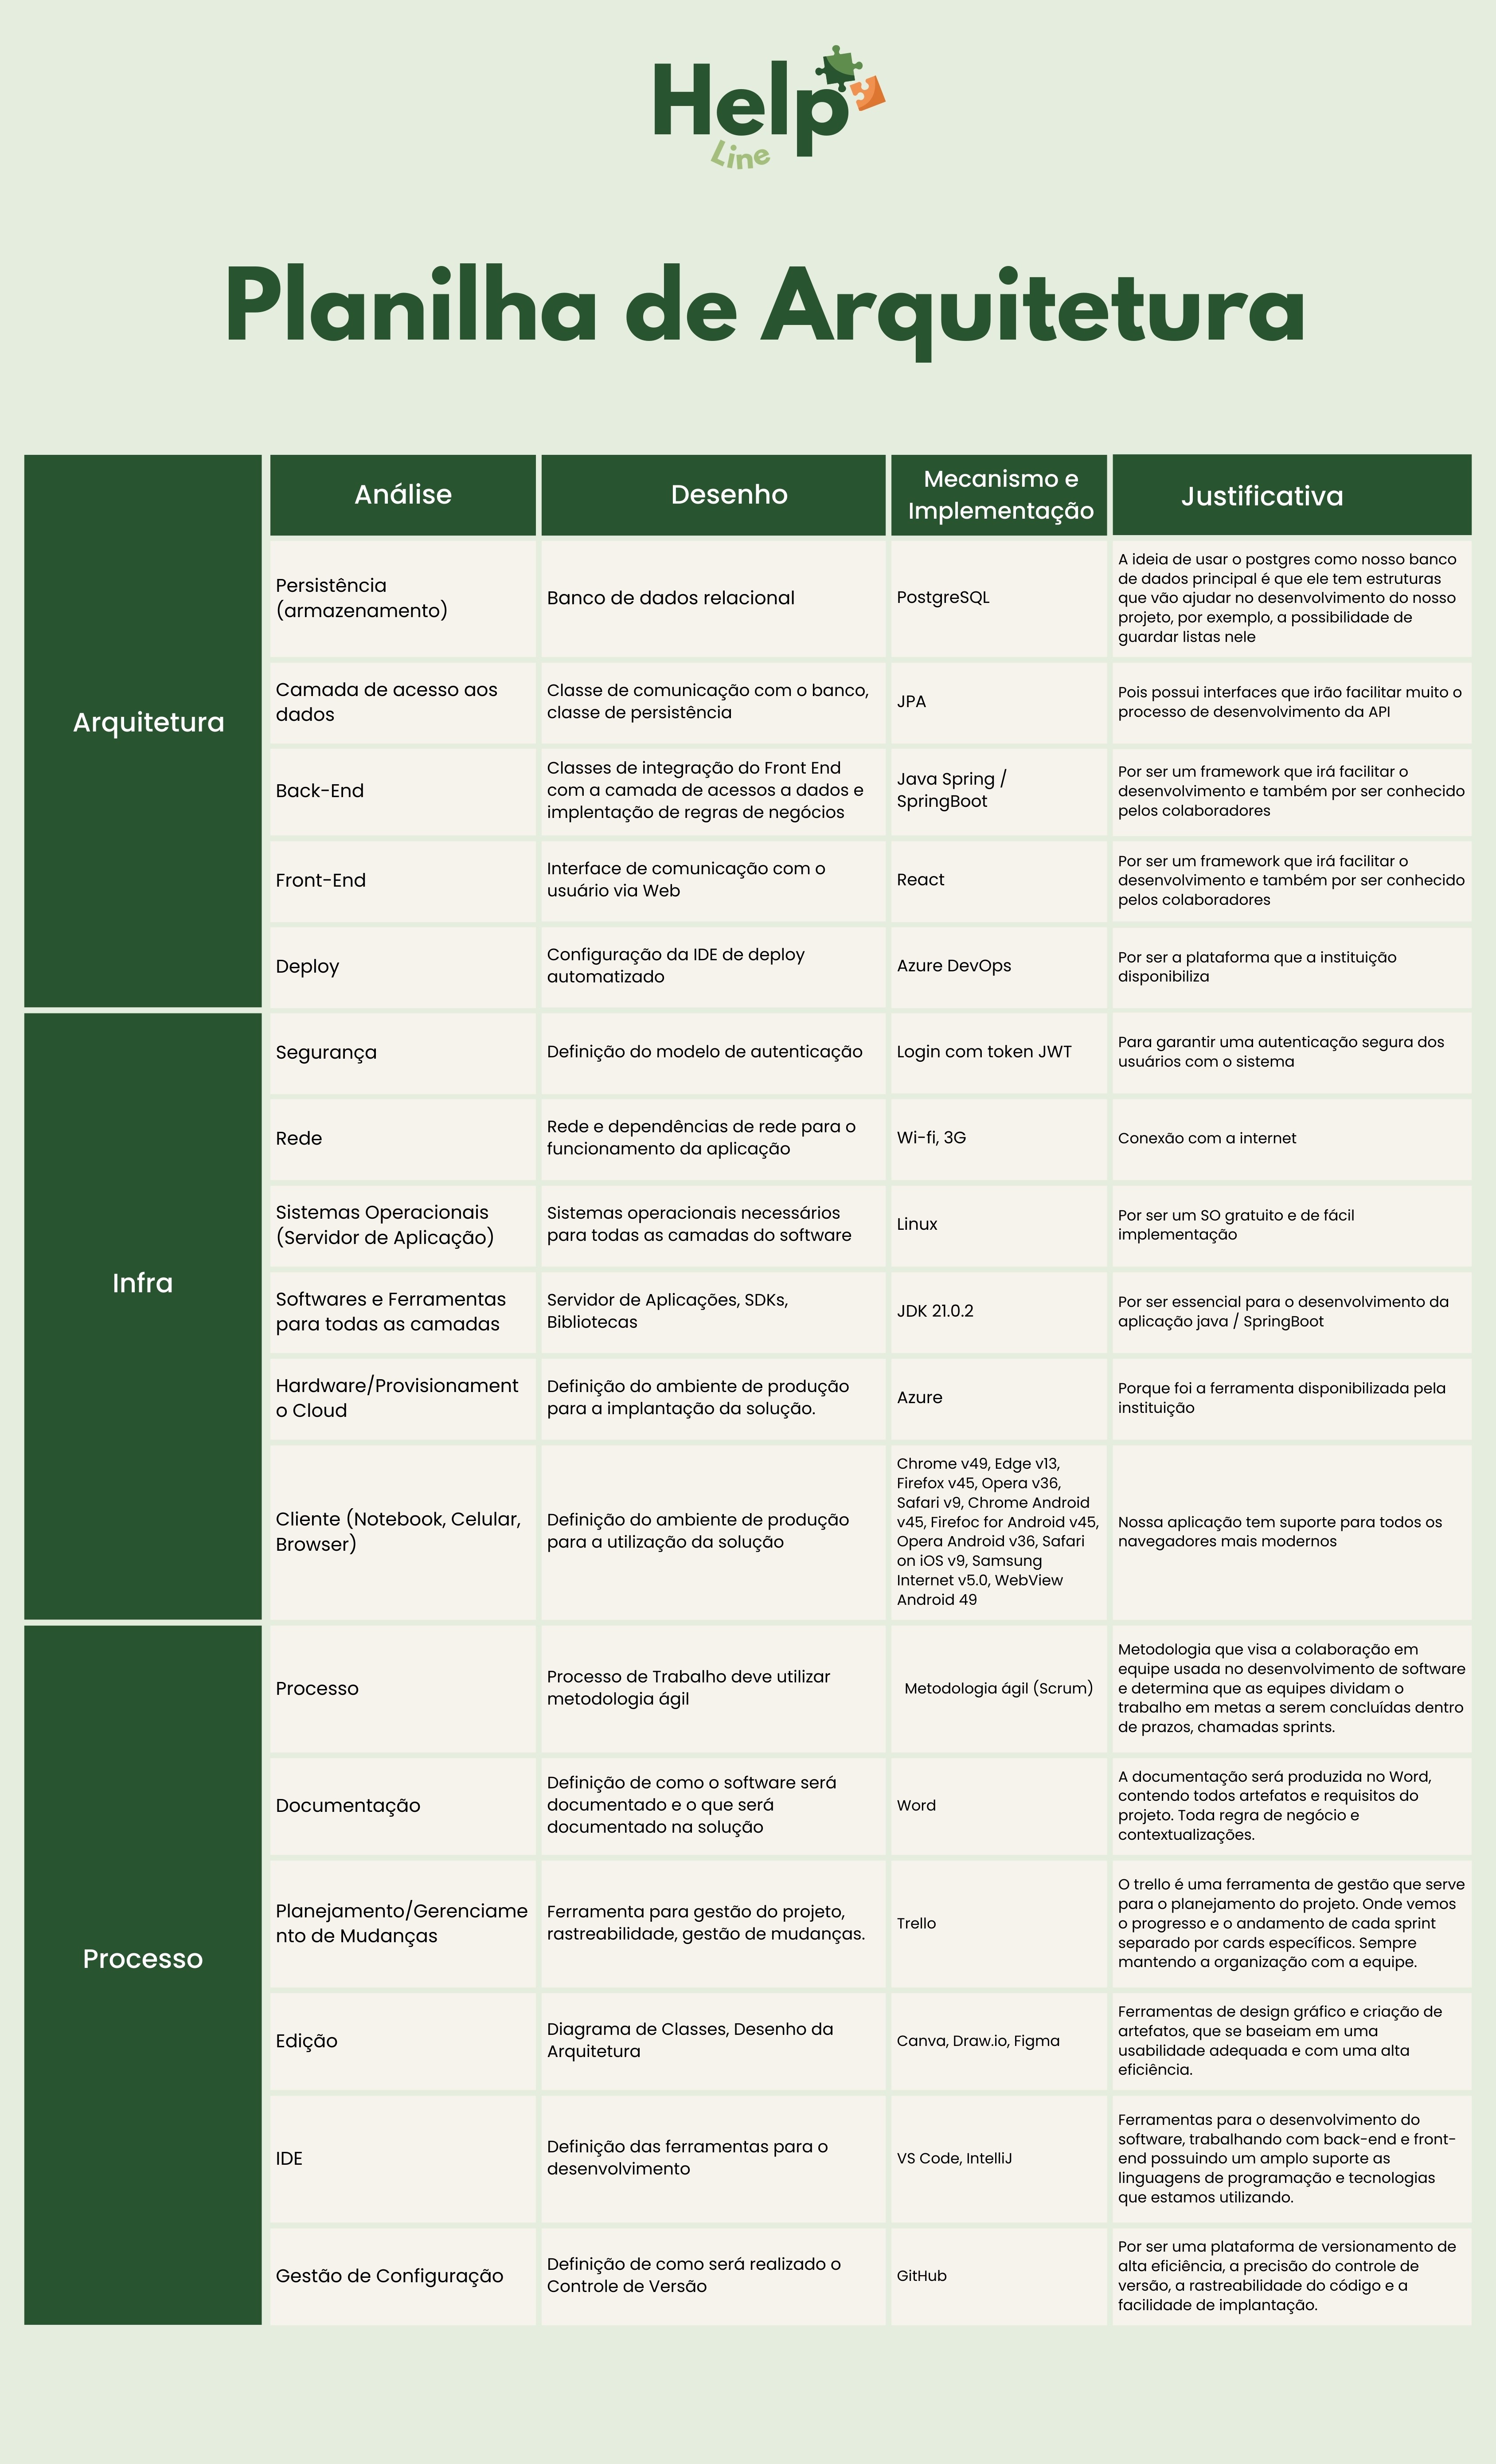 Help
Line
Planilha de Arquitetura
Arquitetura
Análise
Desenho
Mecanismo e
Implementação
Justificativa
Persistência
(armazenamento)
Banco de dados relacional
PostgreSQL
A ideia de usar o postgres como nosso banco
de dados principal é que ele tem estruturas
que vão ajudar no desenvolvimento do nosso
projeto, por exemplo, a possibilidade de
guardar listas nele
Camada de acesso aos
dados
Classe de comunicação com o banco,
classe de persistência
JPA
Pois possui interfaces que irão facilitar muito o
processo de desenvolvimento da API
Back-End
Classes de integração do Front End
com a camada de acessos a dados e
implentação de regras de negócios
Java Spring /
SpringBoot
Por ser um framework que irá facilitar o
desenvolvimento e também por ser conhecido
pelos colaboradores
Front-End
Interface de comunicação com o
usuário via Web
React
Por ser um framework que irá facilitar o
desenvolvimento e também por ser conhecido
pelos colaboradores
Deploy
Configuração da IDE de deploy
automatizado
Azure DevOps
Por ser a plataforma que a instituição
disponibiliza
Infra
Segurança
Definição do modelo de autenticação
Login com token JWT
Para garantir uma autenticação segura dos
usuários com o sistema
Rede
Rede e dependências de rede para o
funcionamento da aplicação
Wi-fi, 3G
Conexão com a internet
Sistemas Operacionais
(Servidor de Aplicação)
Sistemas operacionais necessários
para todas as camadas do software
Linux
Por ser um SO gratuito e de fácil
implementação
Softwares e Ferramentas
para todas as camadas
Servidor de Aplicações, SDKs,
Bibliotecas
JDK 21.0.2
Por ser essencial para o desenvolvimento da
aplicação java / SpringBoot
Hardware/Provisionament
o Cloud
Definição do ambiente de produção
para a implantação da solução.
Azure
Porque foi a ferramenta disponibilizada pela
instituição
Cliente (Notebook, Celular,
Browser)
Definição do ambiente de produção
para a utilização da solução
Chrome v49, Edge v13,
Firefox v45, Opera v36,
Safari v9, Chrome Android
v45, Firefoc for Android v45,
Opera Android v36, Safari
on iOS v9, Samsung
Internet v5.0, WebView
Android 49
Nossa aplicação tem suporte para todos os
navegadores mais modernos
Processo
Processo
Processo de Trabalho deve utilizar
metodologia ágil
Metodologia ágil (Scrum)
Metodologia que visa a colaboração em
equipe usada no desenvolvimento de software
e determina que as equipes dividam o
trabalho em metas a serem concluídas dentro
de prazos, chamadas sprints.
Documentação
Definição de como o software será
documentado e o que será
documentado na solução
Word
A documentação será produzida no Word,
contendo todos artefatos e requisitos do
projeto. Toda regra de negócio e
contextualizações.
Planejamento/Gerenciame
nto de Mudanças
Ferramenta para gestão do projeto,
rastreabilidade, gestão de mudanças.
Trello
O trello é uma ferramenta de gestão que serve
para o planejamento do projeto. Onde vemos
o progresso e o andamento de cada sprint
separado por cards específicos. Sempre
mantendo a organização com a equipe.
Edição
Diagrama de Classes, Desenho da
Arquitetura
Canva, Draw.io, Figma
Ferramentas de design gráfico e criação de
artefatos, que se baseiam em uma
usabilidade adequada e com uma alta
eficiência.
IDE
Definição das ferramentas para o
desenvolvimento
VS Code, IntelliJ
Ferramentas para o desenvolvimento do
software, trabalhando com back-end e front-
end possuindo um amplo suporte as
linguagens de programação e tecnologias
que estamos utilizando.
Gestão de Configuração
Definição de como será realizado o
Controle de Versão
GitHub
Por ser uma plataforma de versionamento de
alta eficiência, a precisão do controle de
versão, a rastreabilidade do código e a
facilidade de implantação.